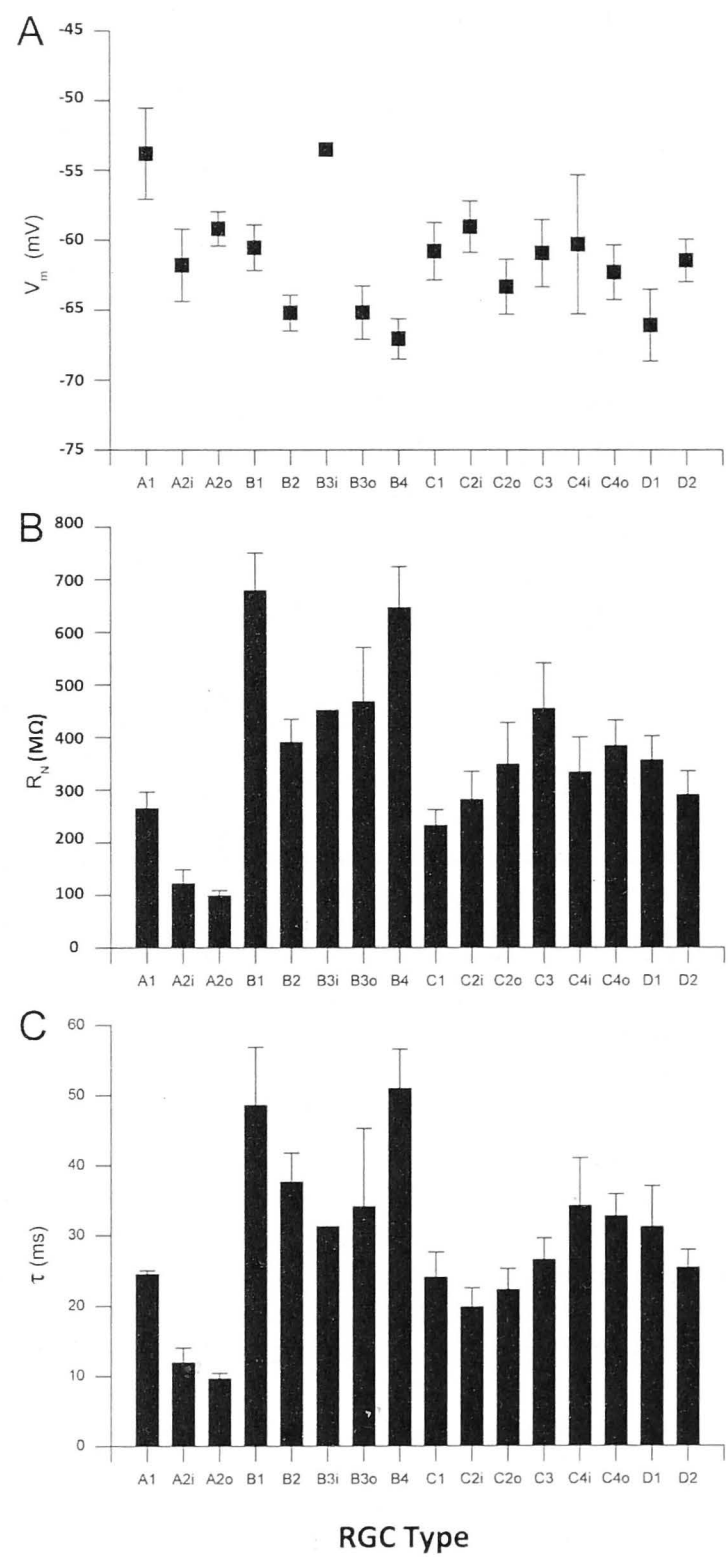 A
-45
-50
-55
-60
-65
-70
-75
Vm (mV)
A1 A2i A2o B1 B2 B3i B3o B4 C1 C2i C2o C3 C4i C4o D1 D2
B
800
700
600
500
400
300
200
100
0
RN (MΩ)
A1 A2i A2o B1 B2 B3i B3o B4 C1 C2i C2o C3 C4i C4o D1 D2
C
60
50
40
30
20
10
0
τ (ms)
A1 A2i A2o B1 B2 B3i B3o B4 C1 C2i C2o C3 C4i C4o D1 D2
RGC Type